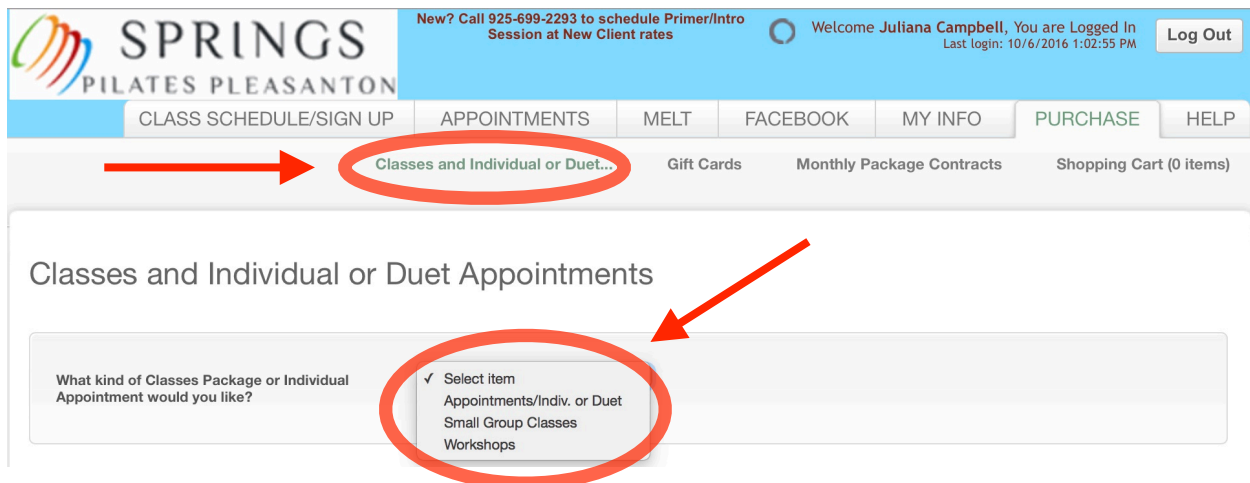 SPRINGS
PILATES PLEASANTON
New? Call 925-699-2293 to schedule Primer/Intro
Session at New Client rates
Welcome Juliana Campbell, You are Logged In
Last login: 10/6/2016 1:02:55 PM
Log Out
CLASS SCHEDULE/SIGN UP APPOINTMENTS MELT FACEBOOK MY INFO PURCHASE HELP
Classes and Individual or Duet... Gift Cards Monthly Package Contracts Shopping Cart (0 items)
Classes and Individual or Duet Appointments
What kind of Classes Package or Individual
Appointment would you like?
✓ Select item
Appointments/Indiv. or Duet
Small Group Classes
Workshops